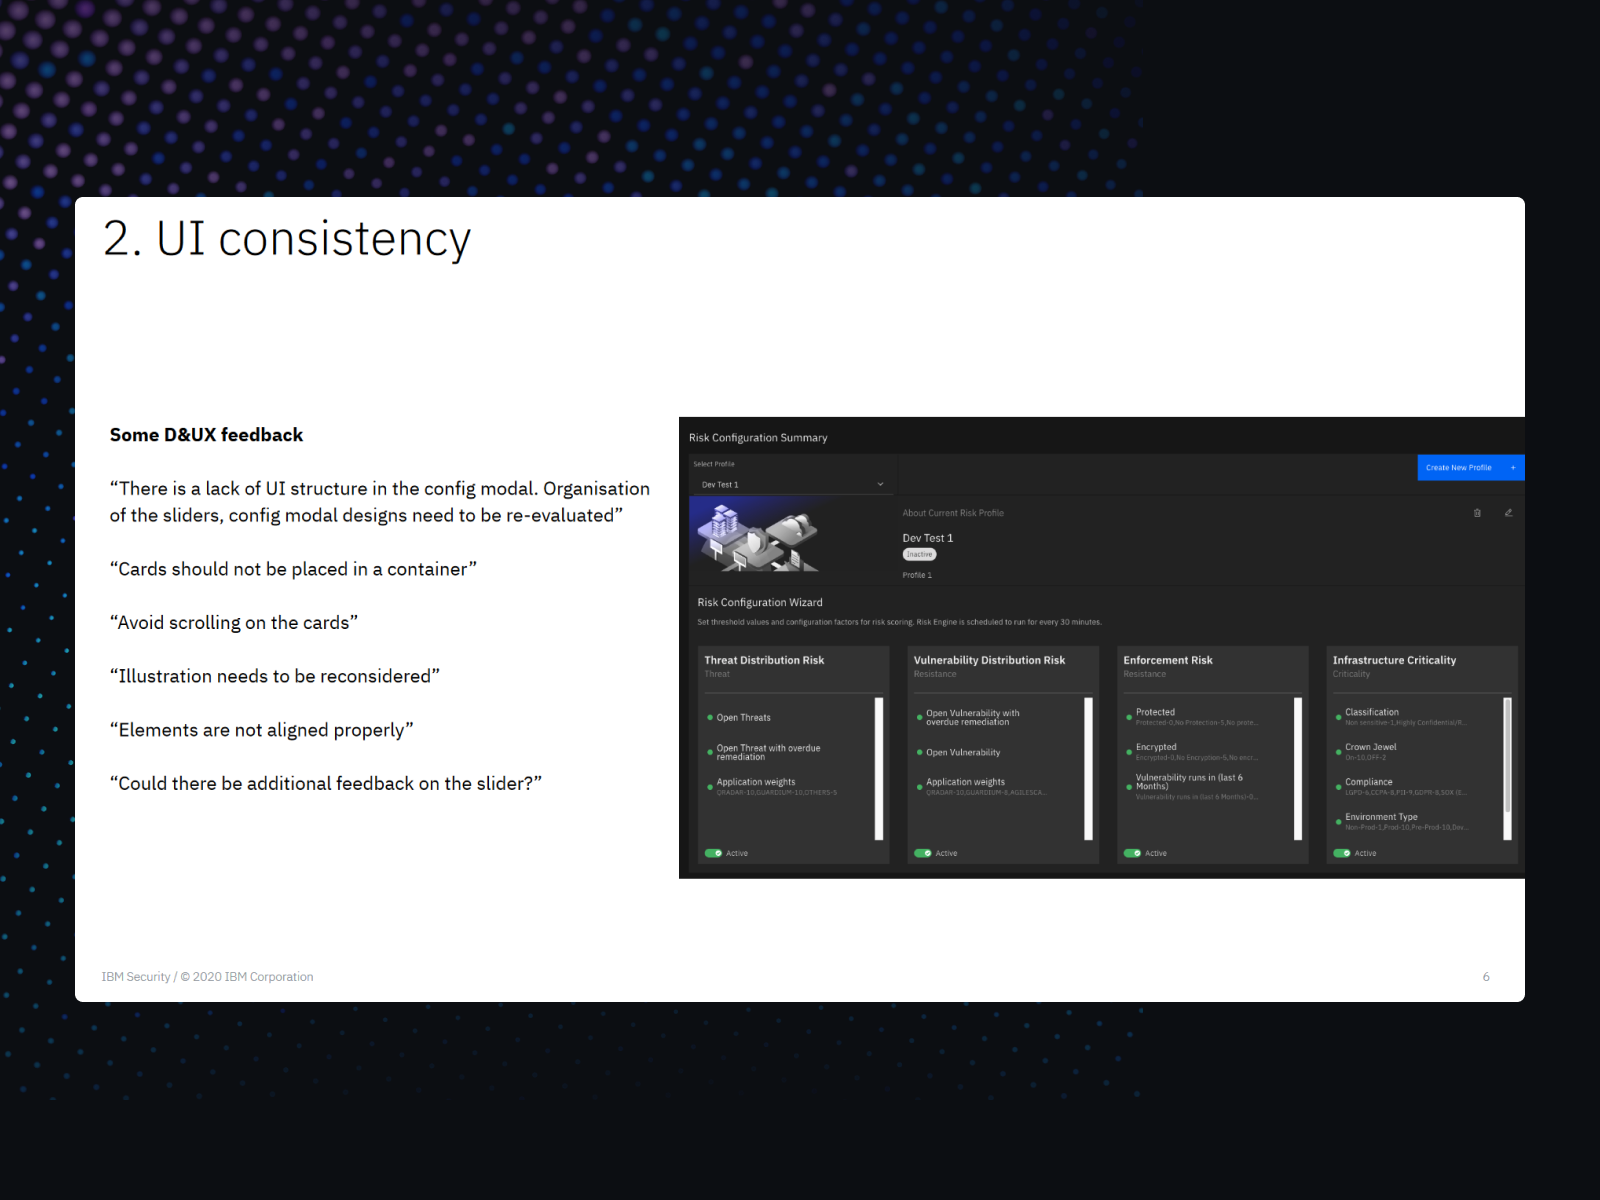 2. UI consistency
Some D&UX feedback
“There is a lack of UI structure in the config modal. Organisation
of the sliders, config modal designs need to be re-evaluated”
“Cards should not be placed in a container”
“Avoid scrolling on the cards”
“Illustration needs to be reconsidered”
“Elements are not aligned properly”
“Could there be additional feedback on the slider?”
Risk Configuration Summary
Select Profile
Dev Test 1
Create New Profile +
About Current Risk Profile
Dev Test 1
Inactive
Profile 1
Risk Configuration Wizard
Set threshold values and configuration factors for risk scoring. Risk Engine is scheduled to run for every 30 minutes.
Threat Distribution Risk
Threat
Open Threats
Open Threat with overdue
remediation
Application weights
QRADAR-10,GUARDIUM-10,OTHERS-5
Active
Vulnerability Distribution Risk
Resistance
Open Vulnerability with
overdue remediation
Open Vulnerability
Application weights
QRADAR-10,GUARDIUM-8,AGILESCA...
Active
Enforcement Risk
Resistance
Protected
Protected-0,No Protection-5,No prote...
Encrypted
Encrypted-0,No Encryption-5,No encr...
Vulnerability runs in (last 6
Months)
Vulnerability runs in (last 6 Months)-0...
Active
Infrastructure Criticality
Criticality
Classification
Non sensitive-1,Highly Confidential/R...
Crown Jewel
On-10,OFF-2
Compliance
LGPD-6,CCPA-8,PII-9,GDPR-8,SOX (E...
Environment Type
Non-Prod-1,Prod-10,Pre-Prod-10,Dev...
Active
IBM Security / © 2020 IBM Corporation
6